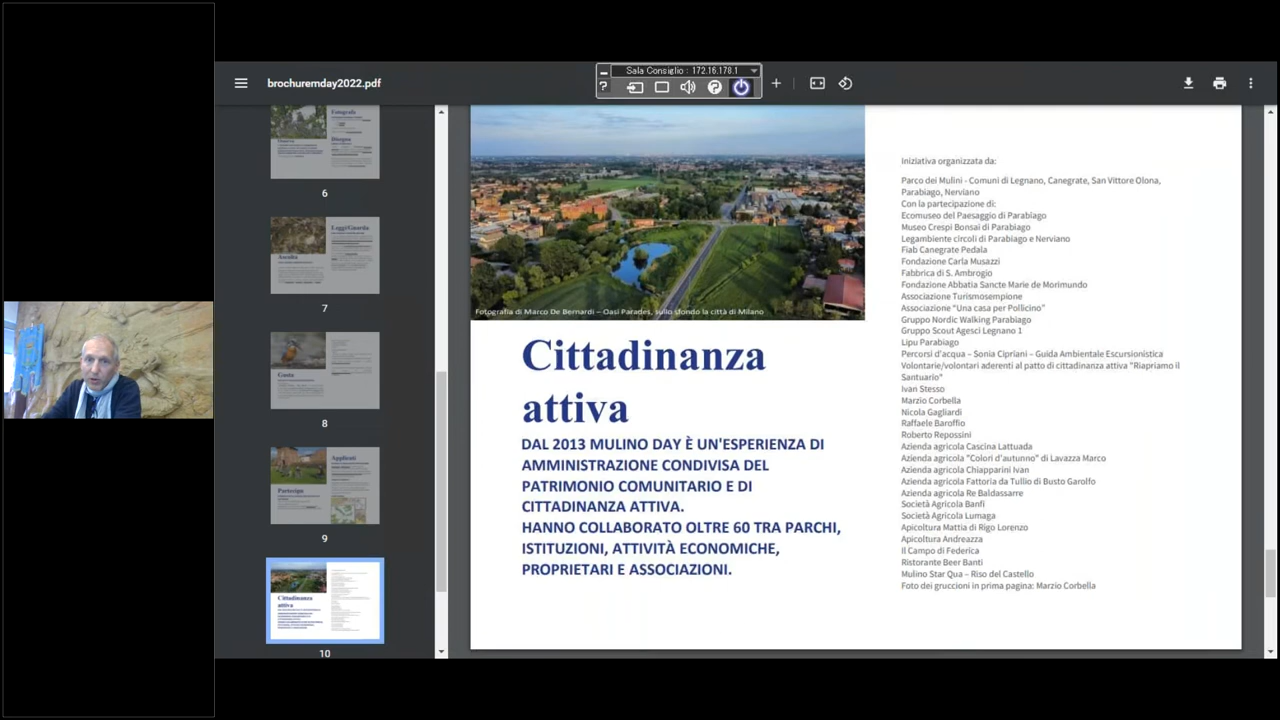 brochuremday2022.pdf
Sala Consiglio : 172.16.178.1
Fotografa
Disegna
Osserva
6
Leggi/Guarda
Ascolta
7
Gusta
8
Applicati
Partecipa
9
Cittadinanza
attiva
10
Fotografia di Marco De Bernardi – Oasi Parades, sullo sfondo la città di Milano
Cittadinanza
attiva
DAL 2013 MULINO DAY È UN'ESPERIENZA DI
AMMINISTRAZIONE CONDIVISA DEL
PATRIMONIO COMUNITARIO E DI
CITTADINANZA ATTIVA.
HANNO COLLABORATO OLTRE 60 TRA PARCHI,
ISTITUZIONI, ATTIVITÀ ECONOMICHE,
PROPRIETARI E ASSOCIAZIONI.
Iniziativa organizzata da:
Parco dei Mulini - Comuni di Legnano, Canegrate, San Vittore Olona,
Parabiago, Nerviano
Con la partecipazione di:
Ecomuseo del Paesaggio di Parabiago
Museo Crespi Bonsai di Parabiago
Legambiente circoli di Parabiago e Nerviano
Fiab Canegrate Pedala
Fondazione Carla Musazzi
Fabbrica di S. Ambrogio
Fondazione Abbatia Sancte Marie de Morimundo
Associazione Turismosempione
Associazione "Una casa per Pollicino"
Gruppo Nordic Walking Parabiago
Gruppo Scout Agesci Legnano 1
Lipu Parabiago
Percorsi d'acqua – Sonia Cipriani – Guida Ambientale Escursionistica
Volontarie/volontari aderenti al patto di cittadinanza attiva "Riapriamo il
Santuario"
Ivan Stesso
Marzio Corbella
Nicola Gagliardi
Raffaele Baroffio
Roberto Repossini
Azienda agricola Cascina Lattuada
Azienda agricola "Colori d'autunno" di Lavazza Marco
Azienda agricola Chiapparini Ivan
Azienda agricola Fattoria da Tullio di Busto Garolfo
Azienda agricola Re Baldassarre
Società Agricola Banfi
Società Agricola Lumaga
Apicoltura Mattia di Rigo Lorenzo
Apicoltura Andreazza
Il Campo di Federica
Ristorante Beer Banti
Mulino Star Qua – Riso del Castello
Foto dei gruccioni in prima pagina: Marzio Corbella